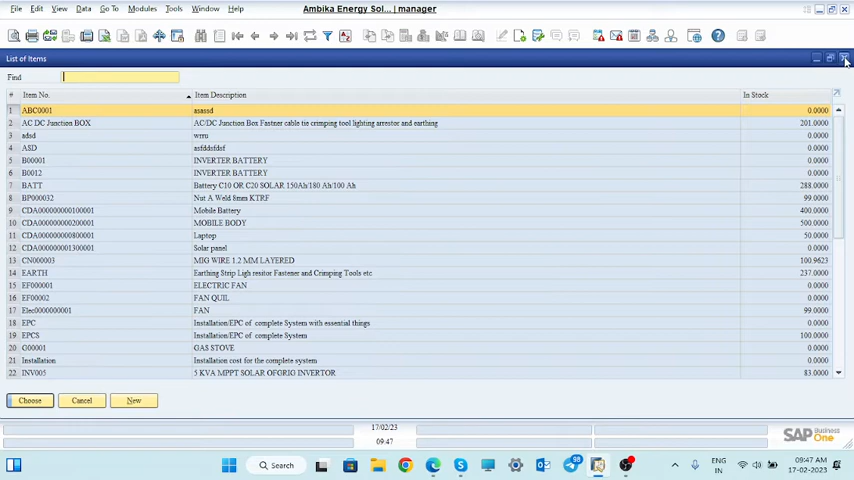 File Edit View Data Go To Modules Tools Window Help
Ambika Energy Sol... | manager
List of Items
Find
# Item No. Item Description In Stock
1 ABC0001 asassd 0.0000
2 AC DC Junction BOX AC/DC Junction Box Fastner cable tie crimping tool lighting arrestor and earthing 201.0000
3 adsd wrru 0.0000
4 ASD asfddsfdsf 0.0000
5 B00001 INVERTER BATTERY 0.0000
6 B0012 INVERTER BATTERY 0.0000
7 BATT Battery C10 OR C20 SOLAR 150Ah/180 Ah/100 Ah 288.0000
8 BP000032 Nut A Weld 8mm KTRF 99.0000
9 CDA000000000100001 Mobile Battery 400.0000
10 CDA000000000200001 MOBILE BODY 500.0000
11 CDA000000000800001 Laptop 50.0000
12 CDA000000001300001 Solar panel 0.0000
13 CN000003 MIG WIRE 1.2 MM LAYERED 100.9623
14 EARTH Earthing Strip Ligh resitor Fastener and Crimping Tools etc 237.0000
15 EF000001 ELECTRIC FAN 0.0000
16 EF00002 FAN QUIL 0.0000
17 Elec0000000001 FAN 99.0000
18 EPC Installation/EPC of complete System with essential things 0.0000
19 EPCS Installation/EPC of complete System 100.0000
20 G00001 GAS STOVE 0.0000
21 Installation Installation cost for the complete system 0.0000
22 INV005 5 KVA MPPT SOLAR OFGRIG INVERTOR 83.0000
Choose Cancel New
17/02/23
09:47
SAP Business One
Search
98
ENG
IN
09:47 AM
17-02-2023